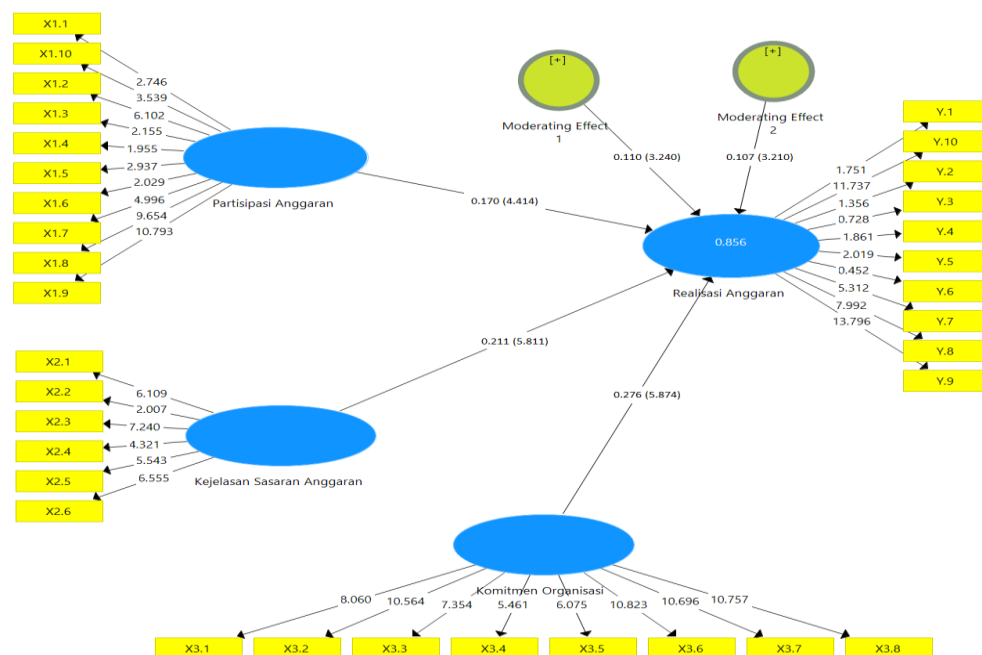 X1.1
X1.10
X1.2
X1.3
X1.4
X1.5
X1.6
X1.7
X1.8
X1.9
2.746
3.539
6.102
2.155
1.955
2.937
2.029
4.996
9.654
10.793
Partisipasi Anggaran
[+]
Moderating Effect
1
[+]
Moderating Effect
2
0.110 (3.240)
0.107 (3.210)
0.170 (4.414)
0.856
Realisasi Anggaran
1.751
11.737
1.356
0.728
1.861
2.019
0.452
5.312
7.992
13.796
Y.1
Y.10
Y.2
Y.3
Y.4
Y.5
Y.6
Y.7
Y.8
Y.9
X2.1
X2.2
X2.3
X2.4
X2.5
X2.6
6.109
2.007
7.240
4.321
5.543
6.555
Kejelasan Sasaran Anggaran
0.211 (5.811)
0.276 (5.874)
Komitmen Organisasi
8.060
10.564
7.354
5.461
6.075
10.823
10.696
10.757
X3.1
X3.2
X3.3
X3.4
X3.5
X3.6
X3.7
X3.8